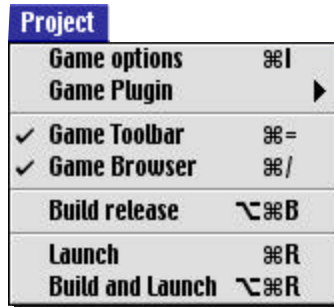 Project
Game options ⌘I
Game Plugin ▶
✓ Game Toolbar ⌘=
✓ Game Browser ⌘/
Build release ⌥⌘B
Launch ⌘R
Build and Launch ⌥⌘R